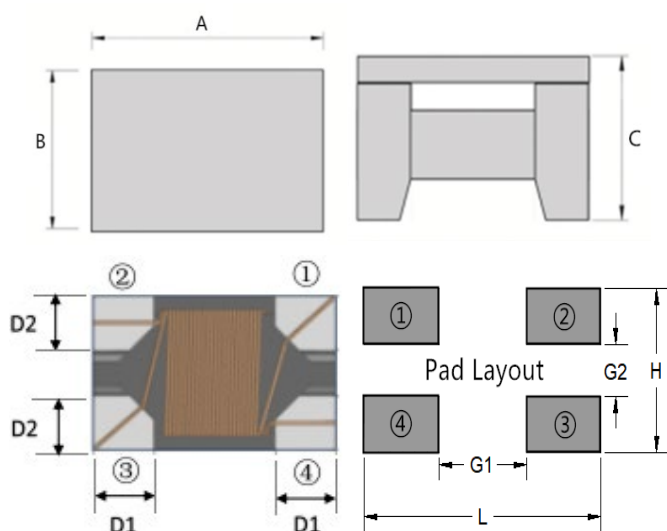 A
B
C
② ①
D2
D2
③ ④
D1 D1
① ②
Pad Layout
G2
H
④ ③
G1
L